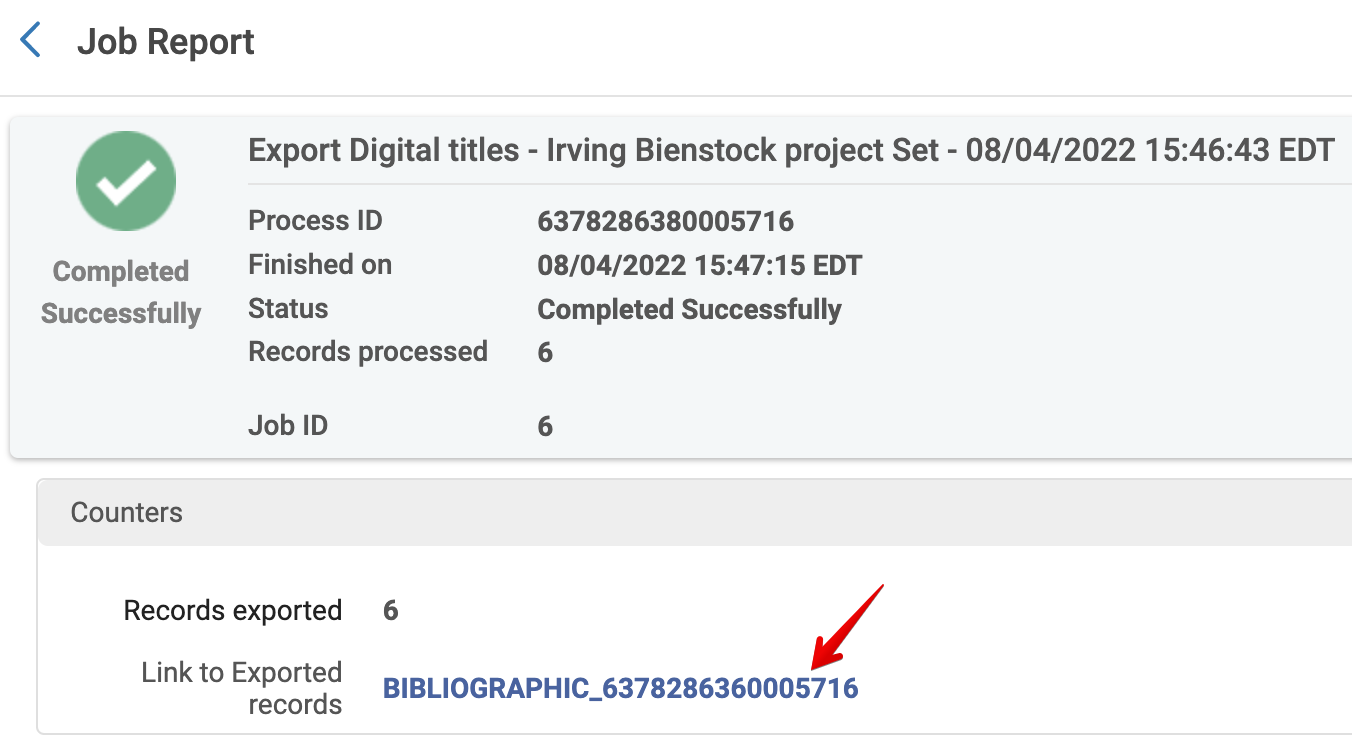 Job Report
Export Digital titles - Irving Bienstock project Set - 08/04/2022 15:46:43 EDT
Completed
Successfully
Process ID 6378286380005716
Finished on 08/04/2022 15:47:15 EDT
Status Completed Successfully
Records processed 6
Job ID 6
Counters
Records exported 6
Link to Exported
records
BIBLIOGRAPHIC_6378286360005716